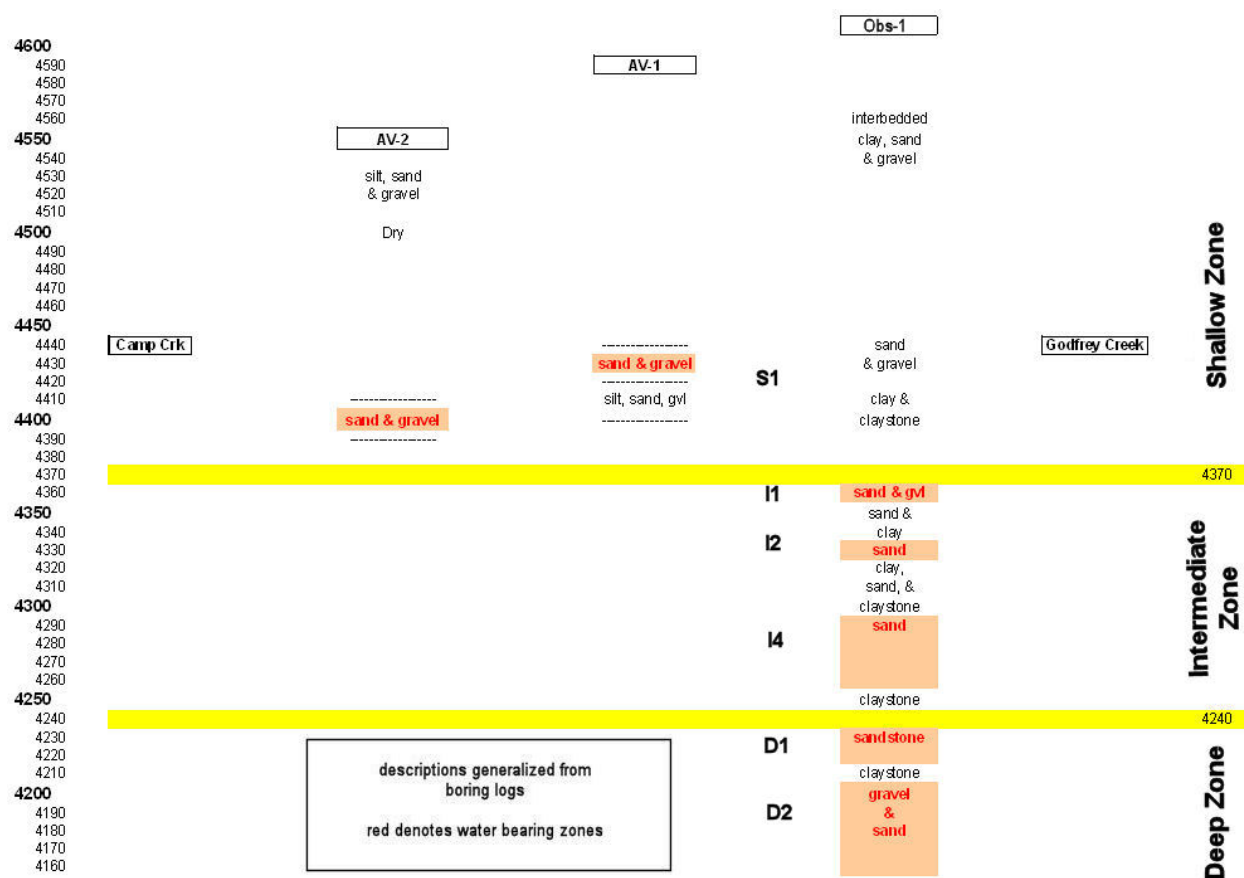 Obs-1
4600
4590 AV-1
4580
4570
4560 interbedded
4550 AV-2 clay, sand
4540 & gravel
4530 silt, sand
4520 & gravel
4510
4500 Dry
4490
4480
4470
4460
4450
4440 Camp Crk ------------------ sand Godfrey Creek
4430 sand & gravel & gravel
4420 ------------------ S1
4410 ------------------ silt, sand, gvl clay &
4400 sand & gravel ------------------ claystone
4390 ------------------
4380
4370 4370
4360 I1 sand & gvl
4350 sand &
4340 clay
4330 I2 sand
4320 clay,
4310 sand, &
4300 claystone
4290 sand
4280 I4
4270
4260
4250 claystone
4240 4240
4230 sandstone
4220 D1
4210 claystone
4200 gravel
4190 D2 &
4180 sand
4170
4160
descriptions generalized from
boring logs
red denotes water bearing zones
Shallow Zone
Intermediate
Zone
Deep Zone